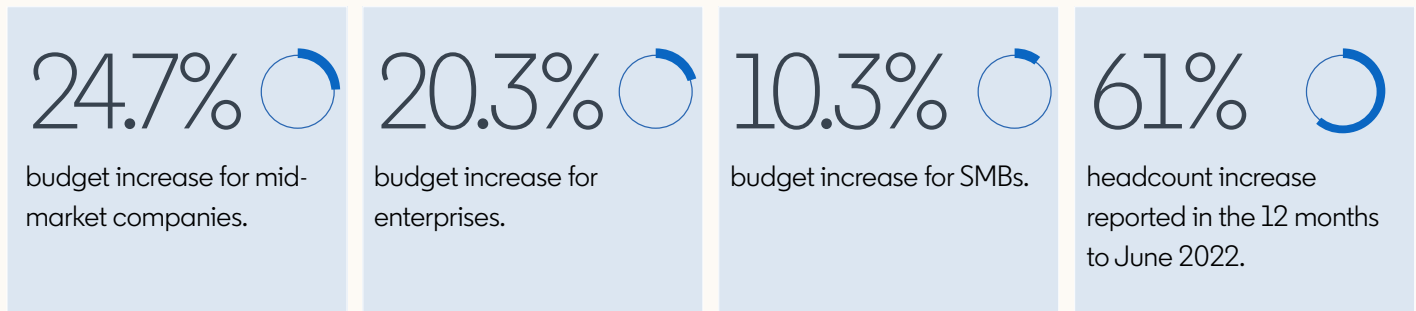 24.7%
budget increase for mid-
market companies.
20.3%
budget increase for
enterprises.
10.3%
budget increase for SMBs.
61%
headcount increase
reported in the 12 months
to June 2022.